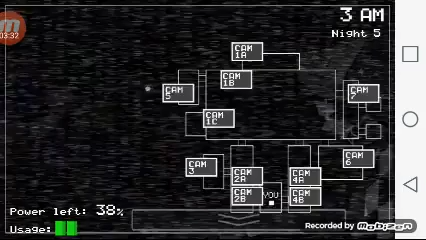 3 AM
Night 5
03:32
CAM 1A
CAM 1B
CAM 5
CAM 7
CAM 1C
CAM 3
CAM 6
CAM 2A
CAM 4A
CAM 2B
YOU
CAM 4B
Power left: 38%
Usage:
Recorded by Mobizen